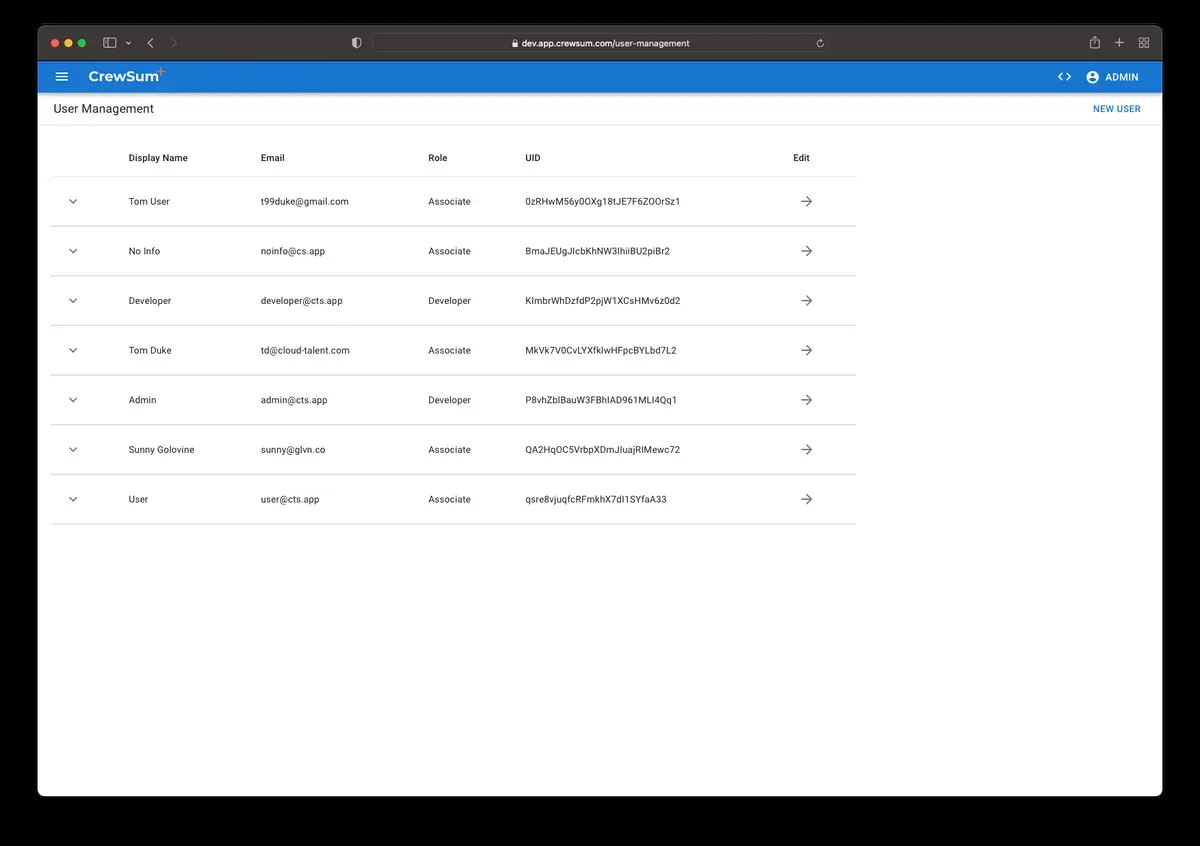 dev.app.crewsum.com/user-management
CrewSum+
<> ADMIN
User Management
NEW USER
Display Name Email Role UID Edit
Tom User t99duke@gmail.com Associate 0zRHwM56y0OXg18tJE7F6ZOOrSz1
No Info noinfo@cs.app Associate BmaJEUgJIcbKhNW3IhiiBU2piBr2
Developer developer@cts.app Developer KImbrWhDzfdP2pjW1XCsHMv6z0d2
Tom Duke td@cloud-talent.com Associate MkVk7V0CvLYXfklwHFpcBYLbd7L2
Admin admin@cts.app Developer P8vhZblBauW3FBhIAD961MLI4Qq1
Sunny Golovine sunny@glvn.co Associate QA2HqOC5VrbpXDmJIuajRIMewc72
User user@cts.app Associate qsre8vjuqfcRFmkhX7dI1SYfaA33